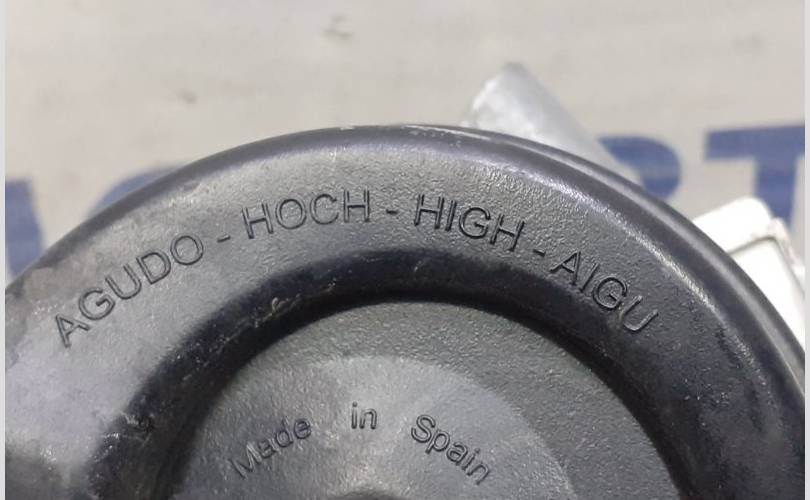 AGUDO - HOCH - HIGH - AIGU
Made in Spain